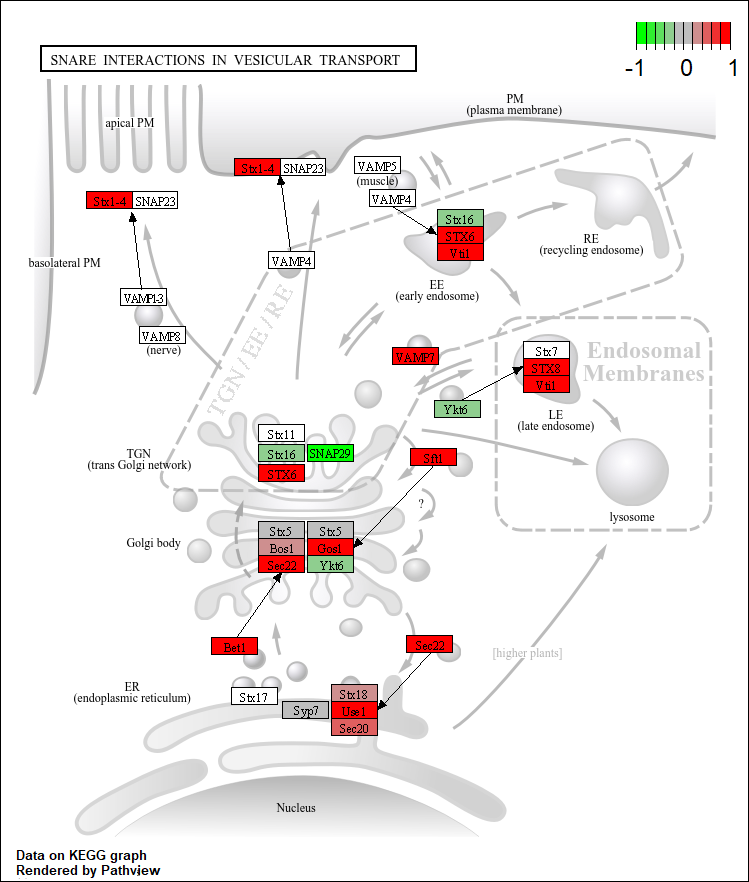 SNARE INTERACTIONS IN VESICULAR TRANSPORT
-1 0 1
PM
(plasma membrane)
apical PM
Stx1-4 SNAP23
VAMP5
(muscle)
VAMP4
Stx1-4 SNAP23
Stx16
STX6
Vti1
RE
(recycling endosome)
basolateral PM
VAMP4
EE
(early endosome)
VAMP1-3
VAMP8
(nerve)
TGN/EE/RE
VAMP7
Stx7
STX8
Vti1
Endosomal
Membranes
Ykt6
LE
(late endosome)
Stx11
Stx16 SNAP29
STX6
TGN
(trans Golgi network)
Sft1
lysosome
?
Golgi body
Stx5 Stx5
Bos1 Gos1
Sec22 Ykt6
Bet1
Sec22
[higher plants]
ER
(endoplasmic reticulum)
Stx17
Syp7
Stx18
Use1
Sec20
Nucleus
Data on KEGG graph
Rendered by Pathview